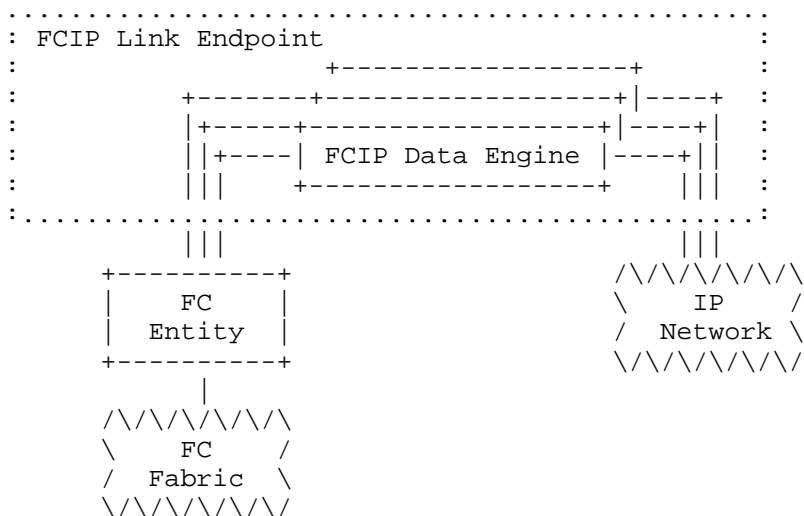 FCIP Link Endpoint
FCIP Data Engine
FC
Entity
IP
Network
FC
Fabric